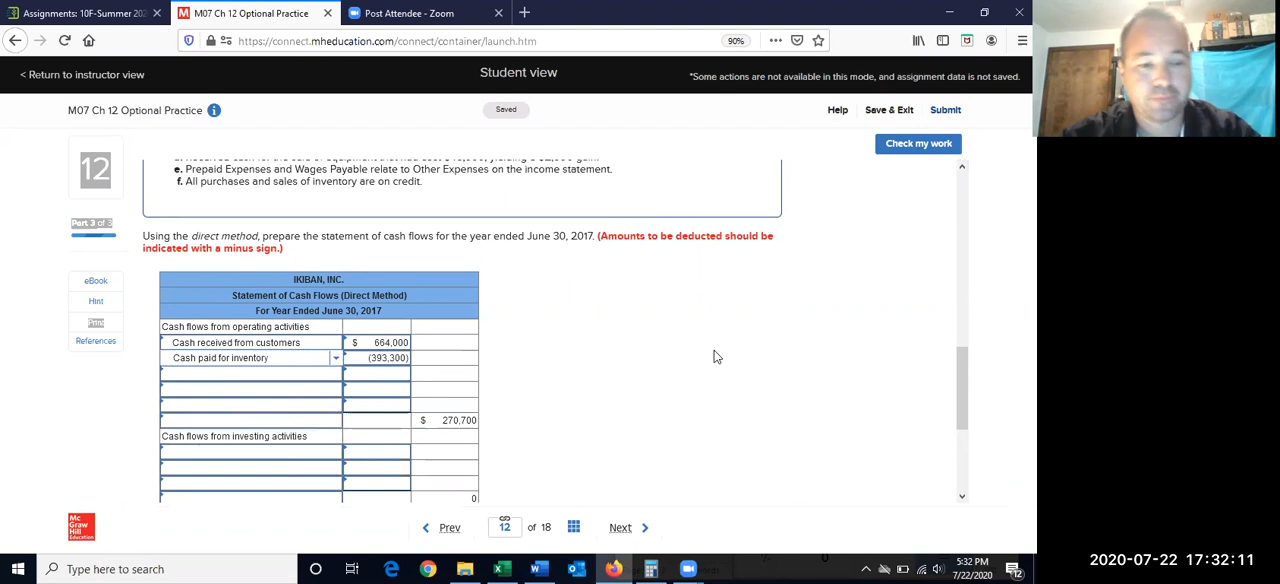 Assignments: 10F-Summer 202
M07 Ch 12 Optional Practice
Post Attendee - Zoom
https://connect.mheducation.com/connect/container/launch.htm
90%
< Return to instructor view
Student view
*Some actions are not available in this mode, and assignment data is not saved.
M07 Ch 12 Optional Practice
Saved
Help
Save & Exit
Submit
Check my work
12
e. Prepaid Expenses and Wages Payable relate to Other Expenses on the income statement.
f. All purchases and sales of inventory are on credit.
Part 3 of 3
Using the direct method, prepare the statement of cash flows for the year ended June 30, 2017. (Amounts to be deducted should be
indicated with a minus sign.)
eBook
Hint
Print
References
IKIBAN, INC.
Statement of Cash Flows (Direct Method)
For Year Ended June 30, 2017
Cash flows from operating activities
Cash received from customers $ 664,000
Cash paid for inventory (393,300)
$ 270,700
Cash flows from investing activities
0
Mc
Graw
Hill
Education
Prev
12 of 18
Next
Type here to search
5:32 PM
7/22/2020
12
2020-07-22 17:32:11